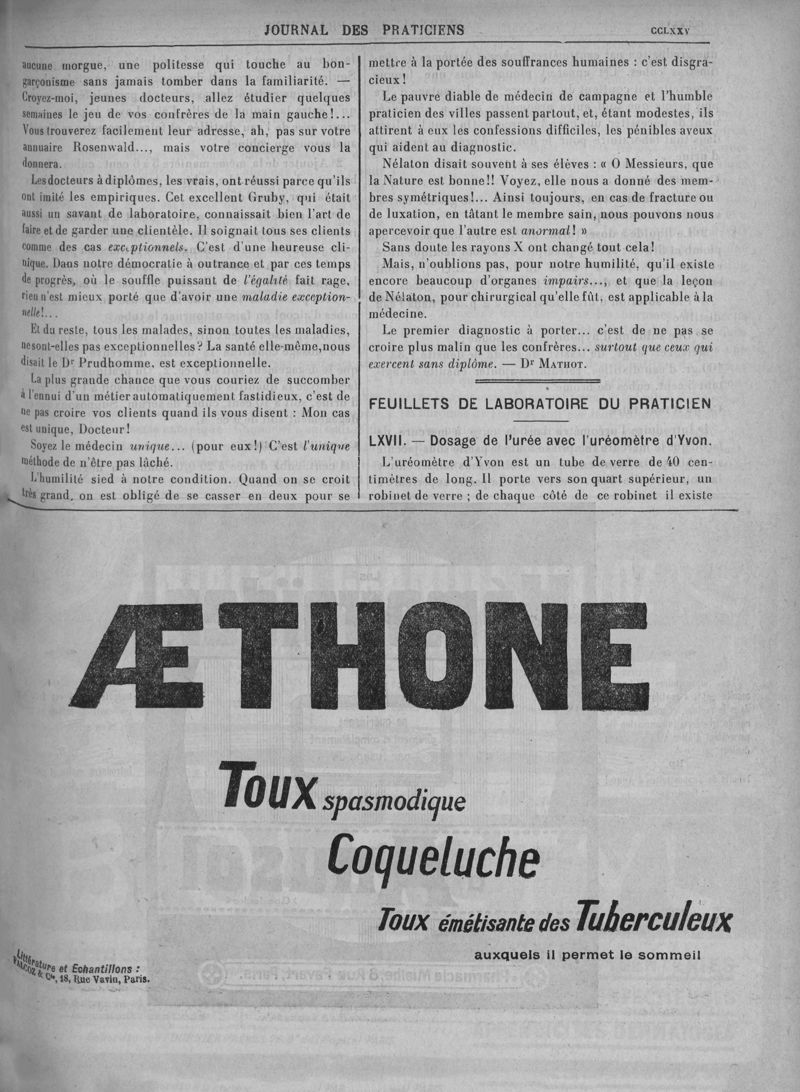 JOURNAL DES PRATICIENS
CCLXXV
aucune morgue, une politesse qui touche au bon-
garçonisme sans jamais tomber dans la familiarité. —
Croyez-moi, jeunes docteurs, allez étudier quelques
semaines le jeu de vos confrères de la main gauche!...
Vous trouverez facilement leur adresse, ah, pas sur votre
annuaire Rosenwald..., mais votre concierge vous la
donnera.
Les docteurs à diplômes, les vrais, ont réussi parce qu'ils
ont imité les empiriques. Cet excellent Gruby, qui était
aussi un savant de laboratoire, connaissait bien l'art de
faire et de garder une clientèle. Il soignait tous ses clients
comme des cas exceptionnels. C'est d'une heureuse cli-
nique. Dans notre démocratie à outrance et par ces temps
de progrès, où le souffle puissant de l'égalité fait rage,
rien n'est mieux porté que d'avoir une maladie exception-
nelle!...
Et du reste, tous les malades, sinon toutes les maladies,
ne sont-elles pas exceptionnelles? La santé elle-même, nous
disait le Dr Prudhomme, est exceptionnelle.
La plus grande chance que vous couriez de succomber
à l'ennui d'un métier automatiquement fastidieux, c'est de
ne pas croire vos clients quand ils vous disent : Mon cas
est unique, Docteur!
Soyez le médecin unique... (pour eux!) C'est l'unique
méthode de n'être pas lâché.
L'humilité sied à notre condition. Quand on se croit
très grand, on est obligé de se casser en deux pour se
mettre à la portée des souffrances humaines : c'est disgra-
cieux!
Le pauvre diable de médecin de campagne et l'humble
praticien des villes passent partout, et, étant modestes, ils
attirent à eux les confessions difficiles, les pénibles aveux
qui aident au diagnostic.
Nélaton disait souvent à ses élèves : « O Messieurs, que
la Nature est bonne!! Voyez, elle nous a donné des mem-
bres symétriques!... Ainsi toujours, en cas de fracture ou
de luxation, en tâtant le membre sain, nous pouvons nous
apercevoir que l'autre est anormal! »
Sans doute les rayons X ont changé tout cela!
Mais, n'oublions pas, pour notre humilité, qu'il existe
encore beaucoup d'organes impairs..., et que la leçon
de Nélaton, pour chirurgical qu'elle fût, est applicable à la
médecine.
Le premier diagnostic à porter... c'est de ne pas se
croire plus malin que les confrères... surtout que ceux qui
exercent sans diplôme. — Dr MATHOT.
FEUILLETS DE LABORATOIRE DU PRATICIEN
LXVII. — Dosage de l'urée avec l'uréomètre d'Yvon.
L'uréomètre d'Yvon est un tube de verre de 40 cen-
timètres de long. Il porte vers son quart supérieur, un
robinet de verre ; de chaque côté de ce robinet il existe
ÆTHONE
Toux spasmodique
Coqueluche
Toux émétisante des Tuberculeux
auxquels il permet le sommeil
Littérature et Echantillons :
& Cie, 18, Rue Vavin, Paris.